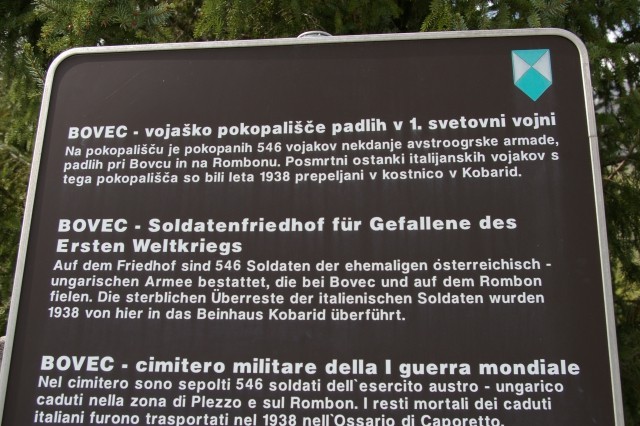 BOVEC - vojaško pokopališče padlih v 1. svetovni vojni
Na pokopališču je pokopanih 546 vojakov nekdanje avstroogrske armade,
padlih pri Bovcu in na Rombonu. Posmrtni ostanki italijanskih vojakov s
tega pokopališča so bili leta 1938 prepeljani v kostnico v Kobarid.
BOVEC - Soldatenfriedhof für Gefallene des
Ersten Weltkriegs
Auf dem Friedhof sind 546 Soldaten der ehemaligen österreichisch -
ungarischen Armee bestattet, die bei Bovec und auf dem Rombon
fielen. Die sterblichen Überreste der italienischen Soldaten wurden
1938 von hier in das Beinhaus Kobarid überführt.
BOVEC - cimitero militare della I guerra mondiale
Nel cimitero sono sepolti 546 soldati dell`esercito austro - ungarico
caduti nella zona di Plezzo e sul Rombon. I resti mortali dei caduti
italiani furono trasportati nel 1938 nell`Ossario di Caporetto.